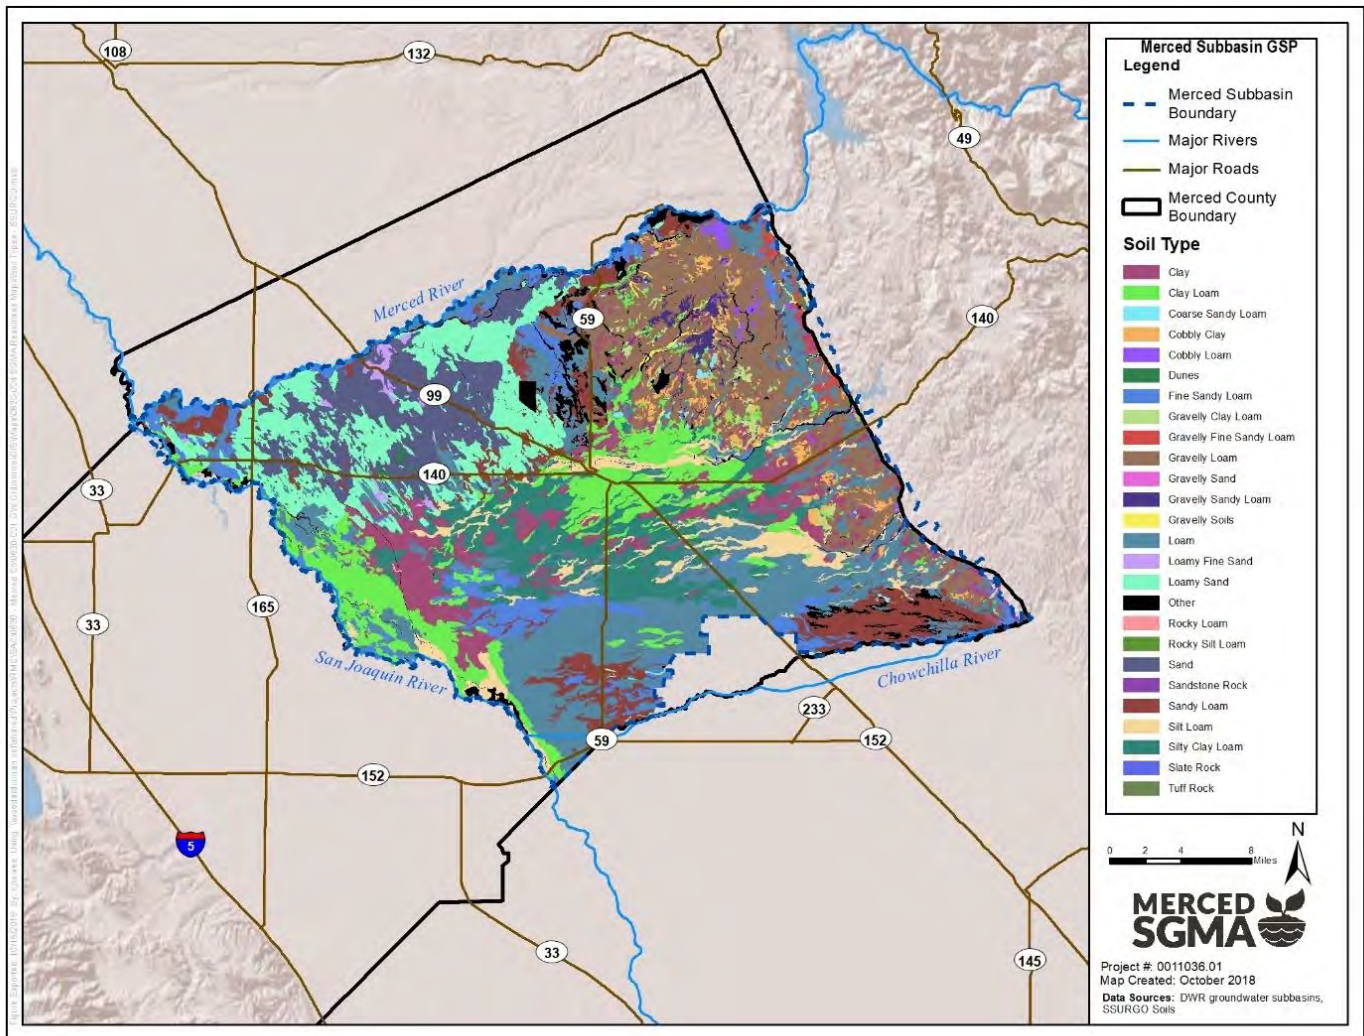 Merced Subbasin GSP
Legend
Merced Subbasin
Boundary
Major Rivers
Major Roads
Merced County
Boundary
Soil Type
Clay
Clay Loam
Coarse Sandy Loam
Cobbly Clay
Cobbly Loam
Dunes
Fine Sandy Loam
Gravelly Clay Loam
Gravelly Fine Sandy Loam
Gravelly Loam
Gravelly Sand
Gravelly Sandy Loam
Gravelly Soils
Loam
Loamy Fine Sand
Loamy Sand
Other
Rocky Loam
Rocky Silt Loam
Sand
Sandstone Rock
Sandy Loam
Silt Loam
Silty Clay Loam
Slate Rock
Tuff Rock
N
0 2 4 8
Miles
MERCED
SGMA
Project #: 0011036.01
Map Created: October 2018
Data Sources: DWR groundwater subbasins,
SSURGO Soils
108
132
49
Merced River
59
140
99
140
33
165
33
San Joaquin River
Chowchilla River
233
59
152
152
5
33
145